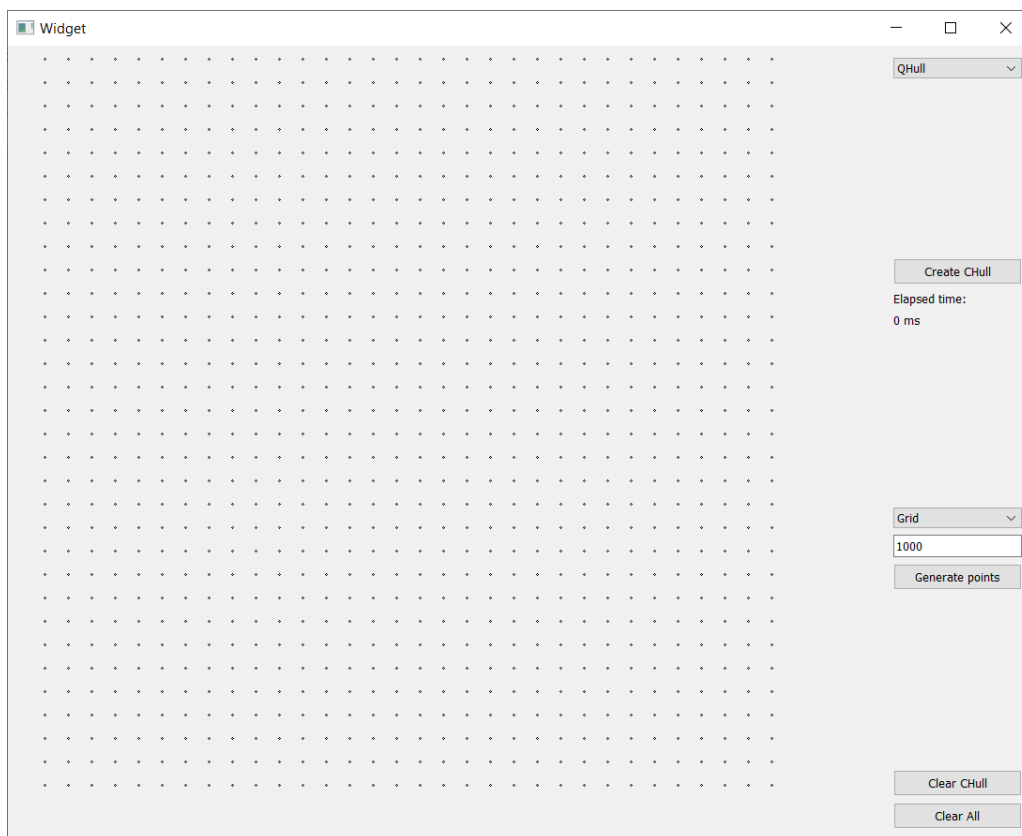 Widget
QHull
Create CHull
Elapsed time:
0 ms
Grid
1000
Generate points
Clear CHull
Clear All